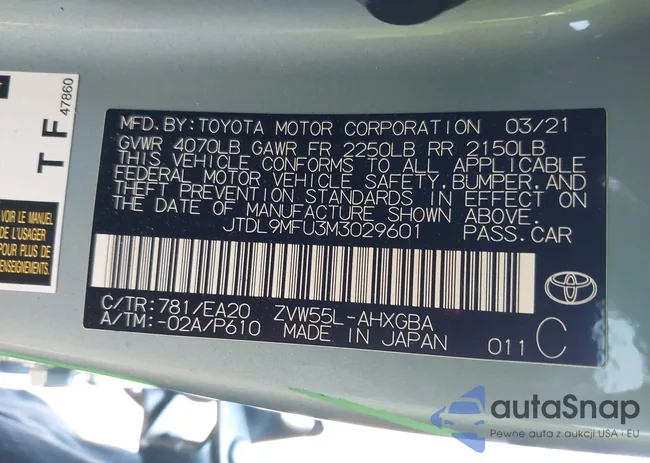 TF
47860
VOIR LE MANUEL
DE L'USAGER
POUR PLUS DE
RENSEIGNEMENTS.
MFD. BY: TOYOTA MOTOR CORPORATION 03/21
GVWR 4070LB GAWR FR 2250LB RR 2150LB
THIS VEHICLE CONFORMS TO ALL APPLICABLE
FEDERAL MOTOR VEHICLE SAFETY, BUMPER, AND
THEFT PREVENTION STANDARDS IN EFFECT ON
THE DATE OF MANUFACTURE SHOWN ABOVE.
JTDL9MFU3M3029601 PASS. CAR
C/TR: 781/EA20 ZVW55L-AHXGBA
A/TM: -02A/P610 MADE IN JAPAN 011 C
autaSnap
Pewne auta z aukcji USA i EU